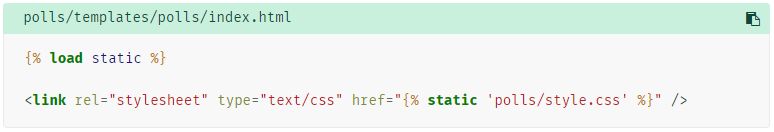 polls/templates/polls/index.html
{% load static %}
<link rel="stylesheet" type="text/css" href="{% static 'polls/style.css' %}" />